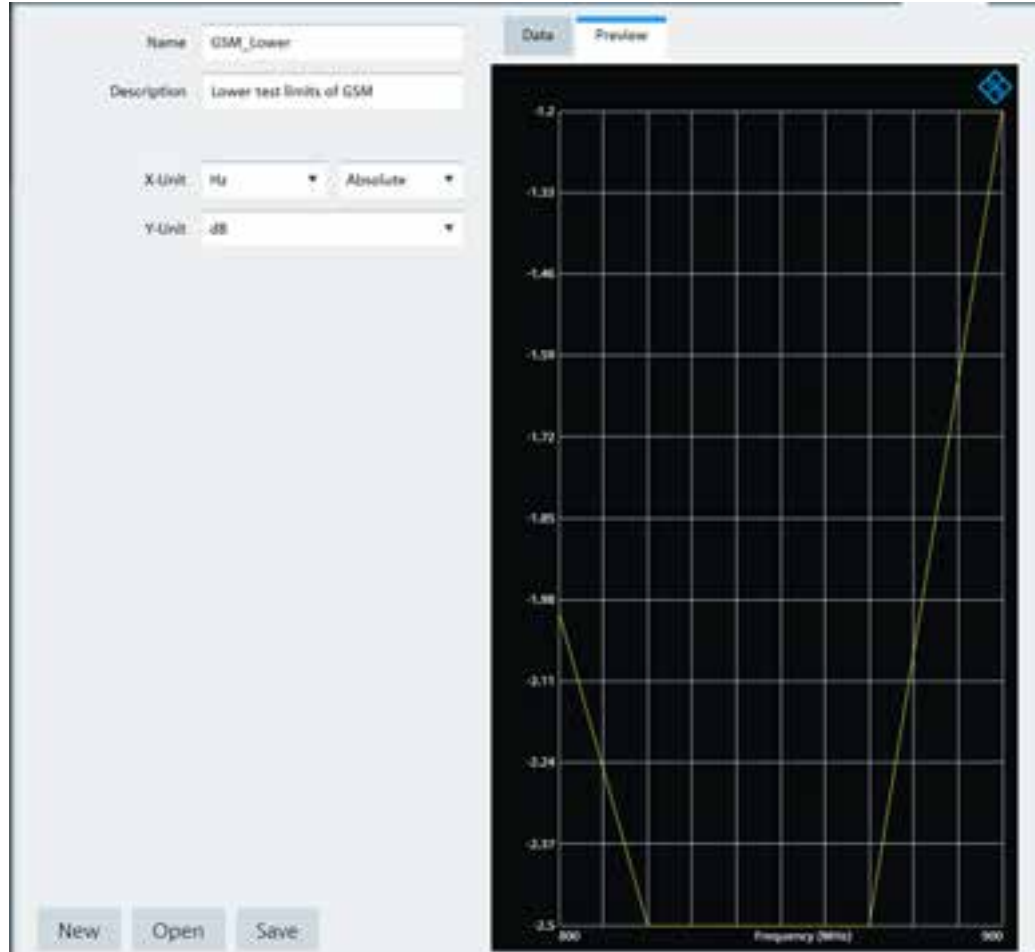 Name GSM_Lower
Description Lower test limits of GSM
X-Unit Hz Absolute
Y-Unit dB
New Open Save
Data Preview
-1.2
-1.33
-1.46
-1.59
-1.72
-1.85
-1.98
-2.11
-2.24
-2.37
-2.5
800 Frequency (MHz) 900